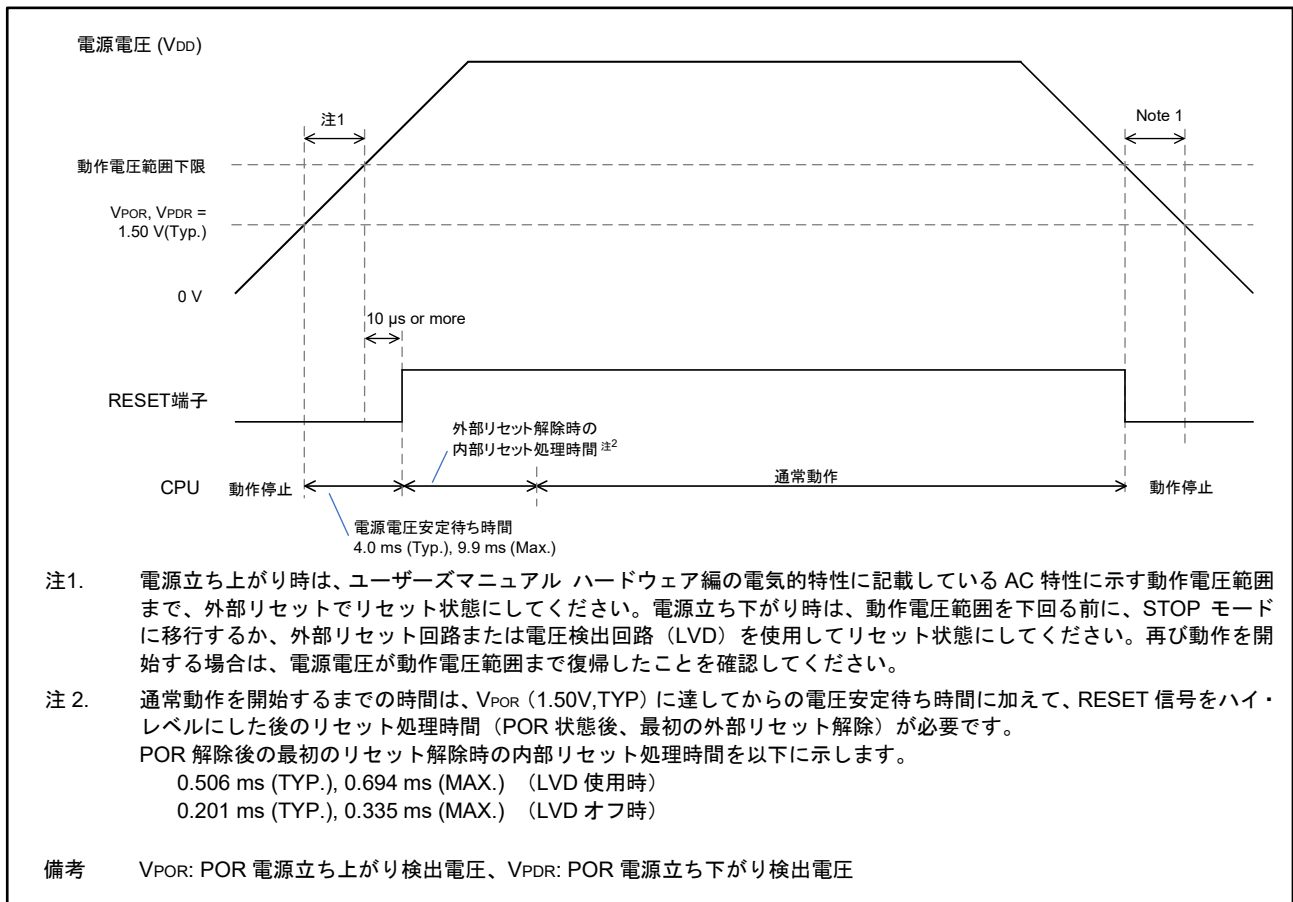 電源電圧 (VDD)
注1
Note 1
動作電圧範囲下限
VPOR, VPDR =
1.50 V(Typ.)
0 V
10 µs or more
RESET端子
外部リセット解除時の
内部リセット処理時間 注2
CPU
動作停止
通常動作
動作停止
電源電圧安定待ち時間
4.0 ms (Typ.), 9.9 ms (Max.)
注1. 電源立ち上がり時は、ユーザーズマニュアル ハードウェア編の電気的特性に記載している AC 特性に示す動作電圧範囲
まで、外部リセットでリセット状態にしてください。電源立ち下がり時は、動作電圧範囲を下回る前に、STOP モード
に移行するか、外部リセット回路または電圧検出回路（LVD）を使用してリセット状態にしてください。再び動作を開
始する場合は、電源電圧が動作電圧範囲まで復帰したことを確認してください。
注 2. 通常動作を開始するまでの時間は、VPOR（1.50V,TYP）に達してからの電圧安定待ち時間に加えて、RESET 信号をハイ・
レベルにした後のリセット処理時間（POR 状態後、最初の外部リセット解除）が必要です。
POR 解除後の最初のリセット解除時の内部リセット処理時間を以下に示します。
0.506 ms (TYP.), 0.694 ms (MAX.) （LVD 使用時）
0.201 ms (TYP.), 0.335 ms (MAX.) （LVD オフ時）
備考 VPOR: POR 電源立ち上がり検出電圧、VPDR: POR 電源立ち下がり検出電圧